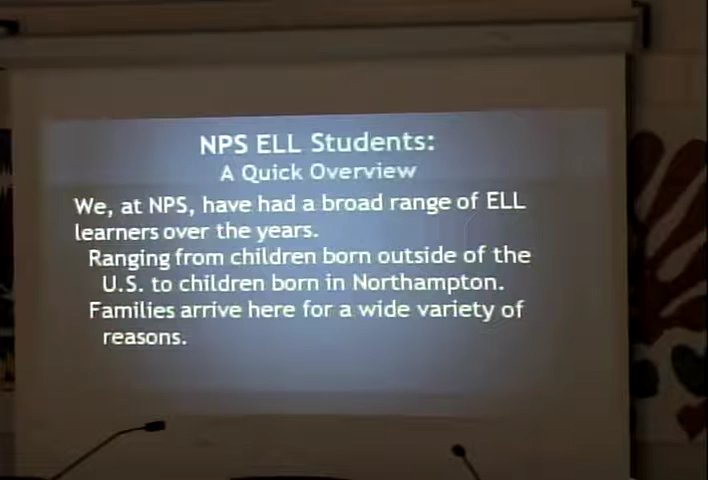 NPS ELL Students:
A Quick Overview
We, at NPS, have had a broad range of ELL
learners over the years.
Ranging from children born outside of the
U.S. to children born in Northampton.
Families arrive here for a wide variety of
reasons.